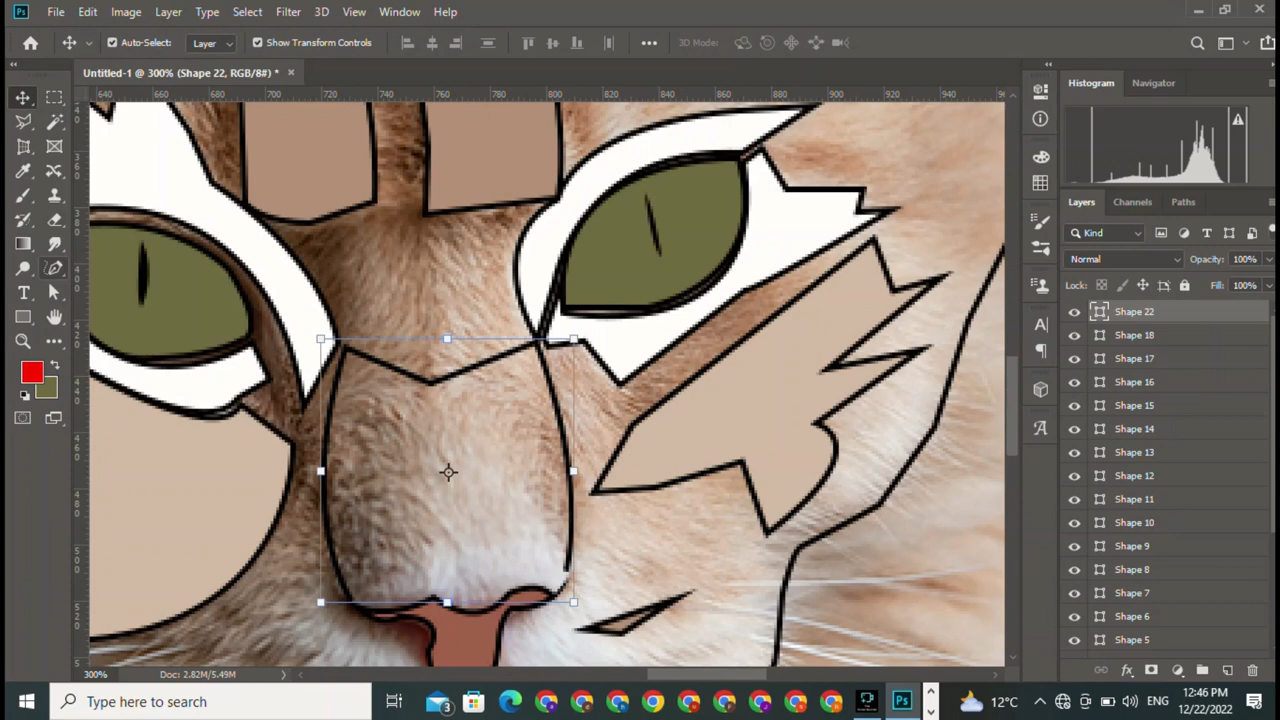 Ps File Edit Image Layer Type Select Filter 3D View Window Help
Auto-Select: Layer Show Transform Controls 3D Mode:
Untitled-1 @ 300% (Shape 22, RGB/8#) *
640 660 680 700 720 740 760 780 800 820 840 860 880 900 920 940
Histogram Navigator
Layers Channels Paths
Kind
Normal Opacity: 100%
Lock: Fill: 100%
Shape 22
Shape 18
Shape 17
Shape 16
Shape 15
Shape 14
Shape 13
Shape 12
Shape 11
Shape 10
Shape 9
Shape 8
Shape 7
Shape 6
Shape 5
300% Doc: 2.82M/5.49M
Type here to search
3
Ps
12°C
ENG
12:46 PM
12/22/2022